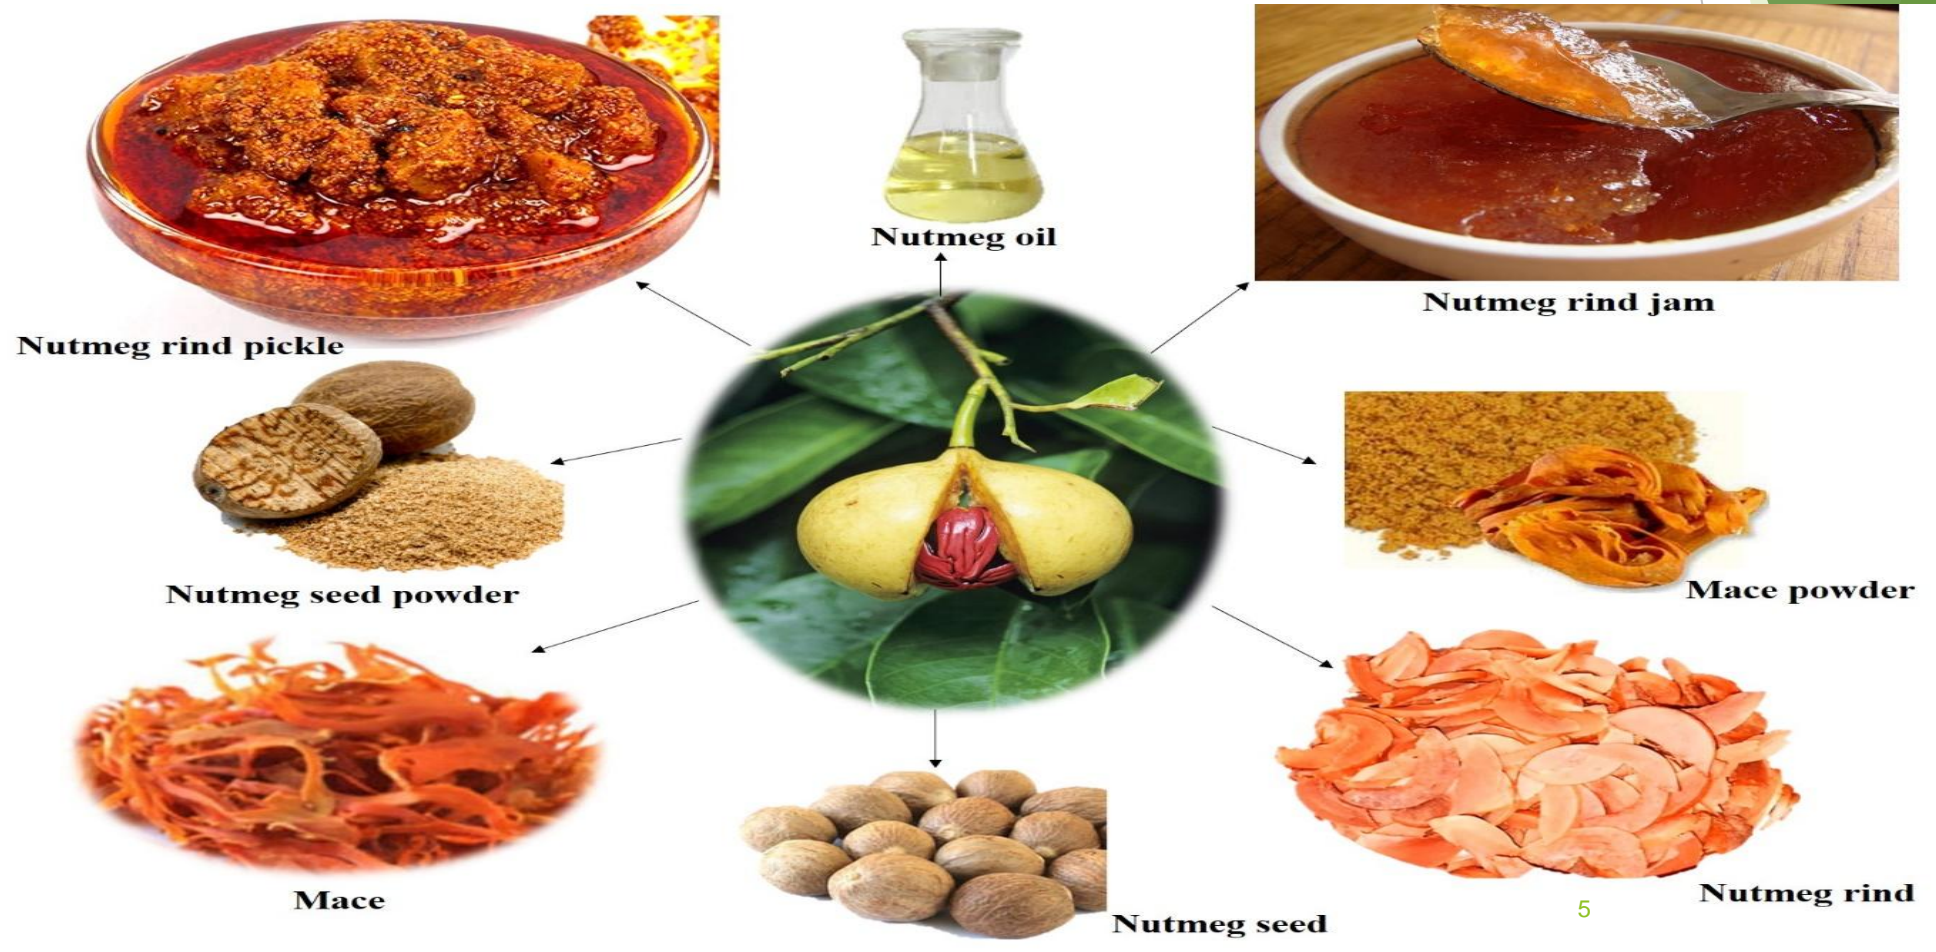 Nutmeg oil
Nutmeg rind jam
Nutmeg rind pickle
Nutmeg seed powder
Mace powder
Mace
Nutmeg rind
5
Nutmeg seed